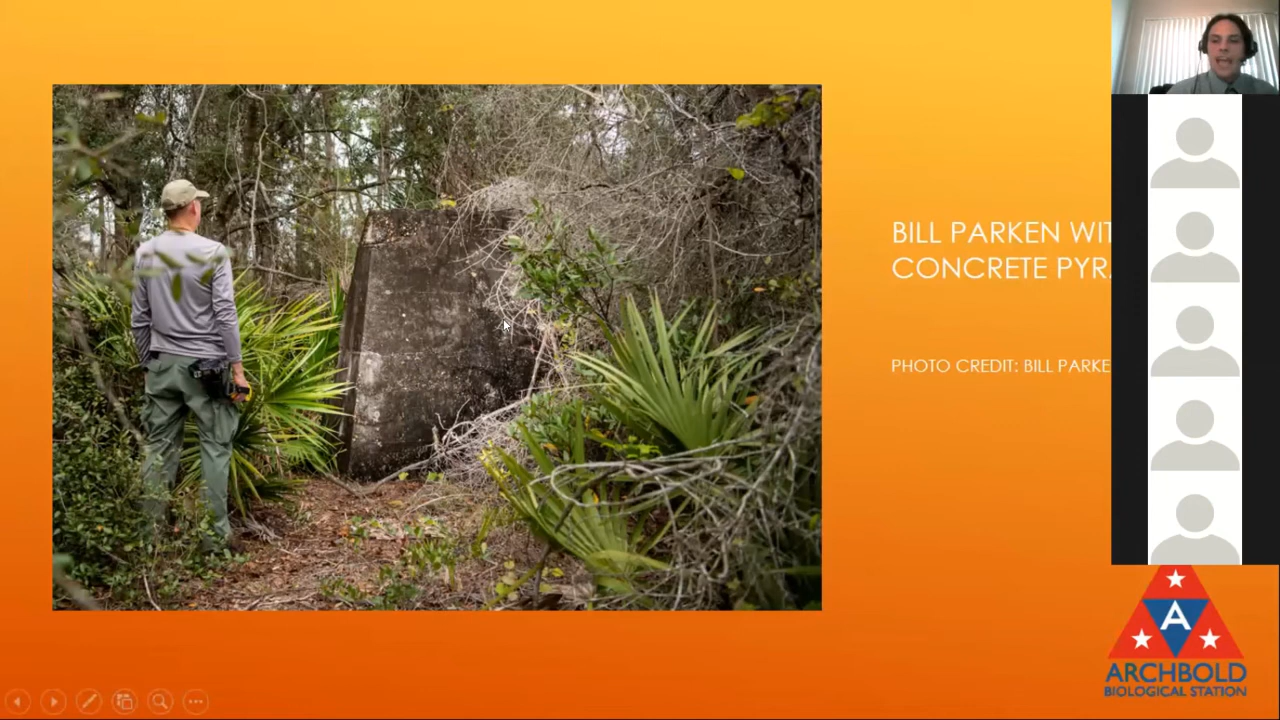 BILL PARKEN WIT
CONCRETE PYR
PHOTO CREDIT: BILL PARKE
A
ARCHBOLD
BIOLOGICAL STATION